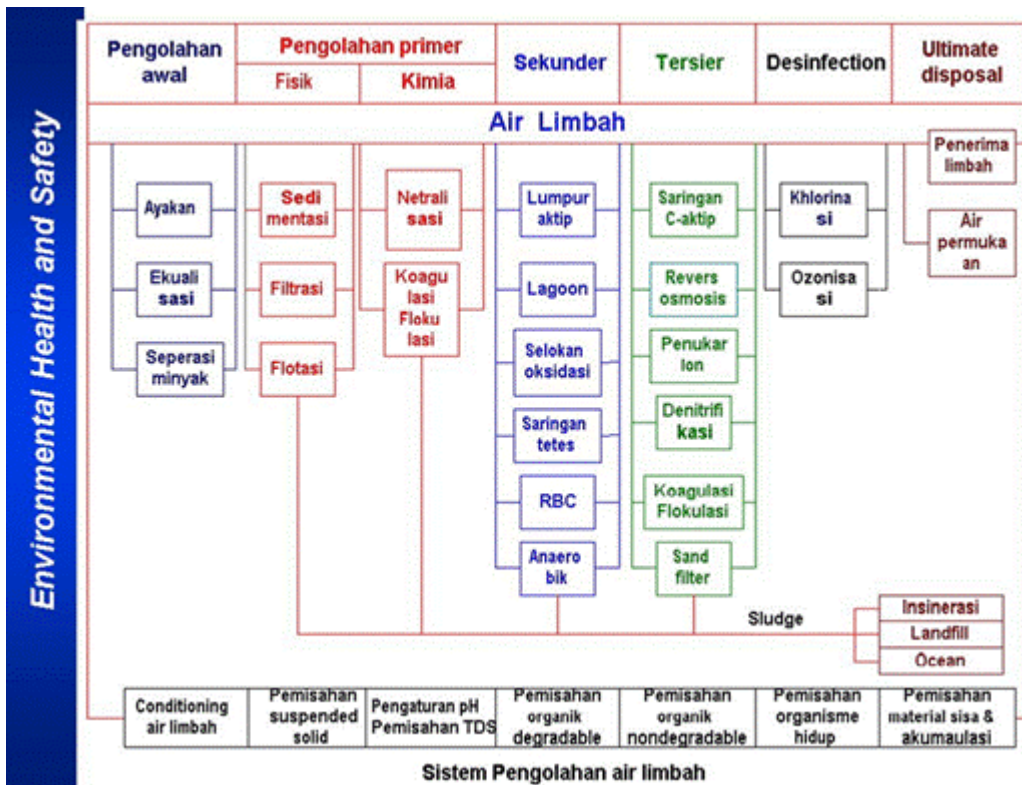 Environmental Health and Safety
Pengolahan
awal
Pengolahan primer
Fisik
Kimia
Sekunder
Tersier
Desinfection
Ultimate
disposal
Air Limbah
Ayakan
Ekuali
sasi
Seperasi
minyak
Sedi
mentasi
Filtrasi
Flotasi
Netrali
sasi
Koagu
lasi
Floku
lasi
Lumpur
aktip
Lagoon
Selokan
oksidasi
Saringan
tetes
RBC
Anaero
bik
Saringan
C-aktip
Revers
osmosis
Penukar
Ion
Denitrifi
kasi
Koagulasi
Flokulasi
Sand
filter
Khlorina
si
Ozonisa
si
Penerima
limbah
Air
permuka
an
Sludge
Insinerasi
Landfill
Ocean
Conditioning
air limbah
Pemisahan
suspended
solid
Pengaturan pH
Pemisahan TDS
Pemisahan
organik
degradable
Pemisahan
organik
nondegradable
Pemisahan
organisme
hidup
Pemisahan
material sisa &
akumaulasi
Sistem Pengolahan air limbah